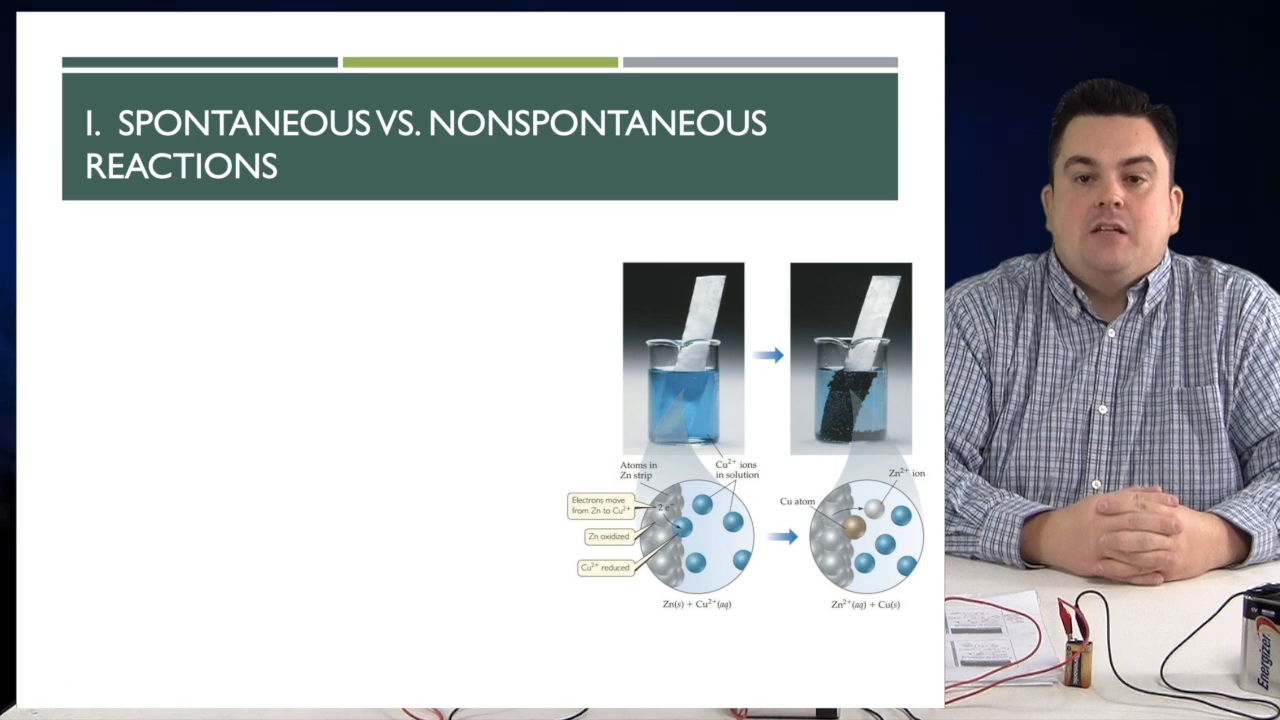 I. SPONTANEOUS VS. NONSPONTANEOUS
REACTIONS
Atoms in
Zn strip
Cu²⁺ ions
in solution
Zn²⁺ ion
Electrons move
from Zn to Cu²⁺
2 e⁻
Cu atom
Zn oxidized
Cu²⁺ reduced
Zn(s) + Cu²⁺(aq)
Zn²⁺(aq) + Cu(s)
Energizer